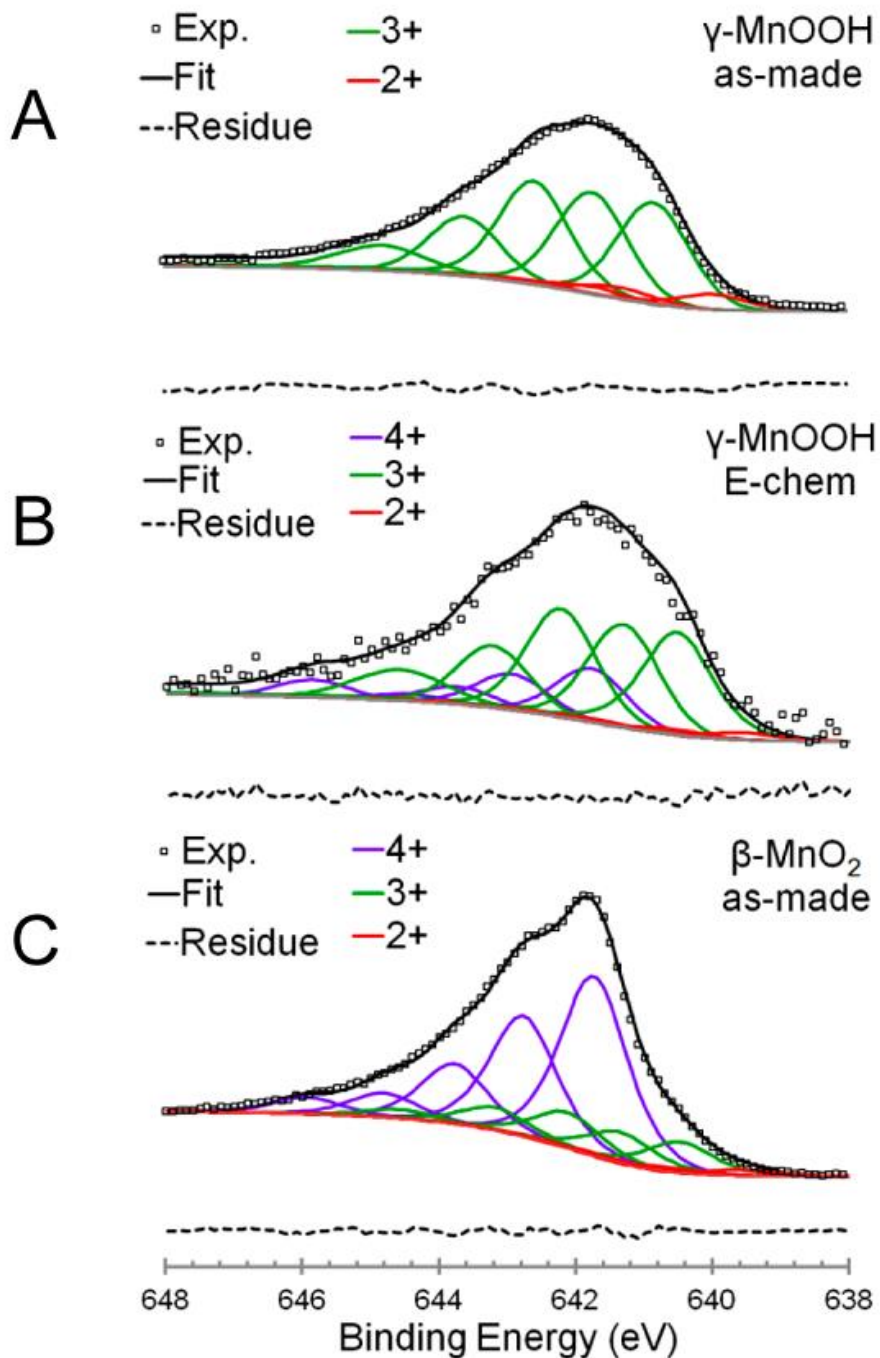 A
Exp.
Fit
Residue
3+
2+
γ-MnOOH
as-made
B
Exp.
Fit
Residue
4+
3+
2+
γ-MnOOH
E-chem
C
Exp.
Fit
Residue
4+
3+
2+
β-MnO₂
as-made
648 646 644 642 640 638
Binding Energy (eV)